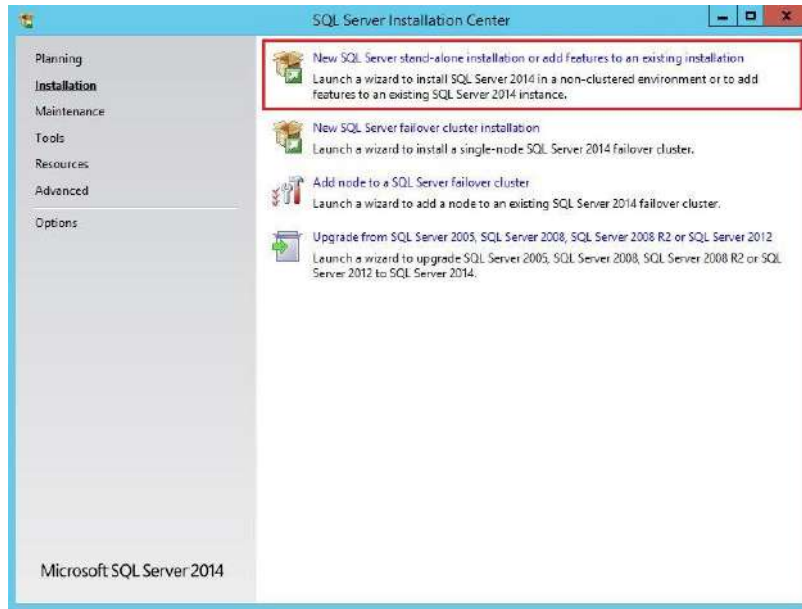 SQL Server Installation Center
Planning
Installation
Maintenance
Tools
Resources
Advanced
Options
New SQL Server stand-alone installation or add features to an existing installation
Launch a wizard to install SQL Server 2014 in a non-clustered environment or to add
features to an existing SQL Server 2014 instance.
New SQL Server failover cluster installation
Launch a wizard to install a single-node SQL Server 2014 failover cluster.
Add node to a SQL Server failover cluster
Launch a wizard to add a node to an existing SQL Server 2014 failover cluster.
Upgrade from SQL Server 2005, SQL Server 2008, SQL Server 2008 R2 or SQL Server 2012
Launch a wizard to upgrade SQL Server 2005, SQL Server 2008, SQL Server 2008 R2 or SQL
Server 2012 to SQL Server 2014.
Microsoft SQL Server 2014